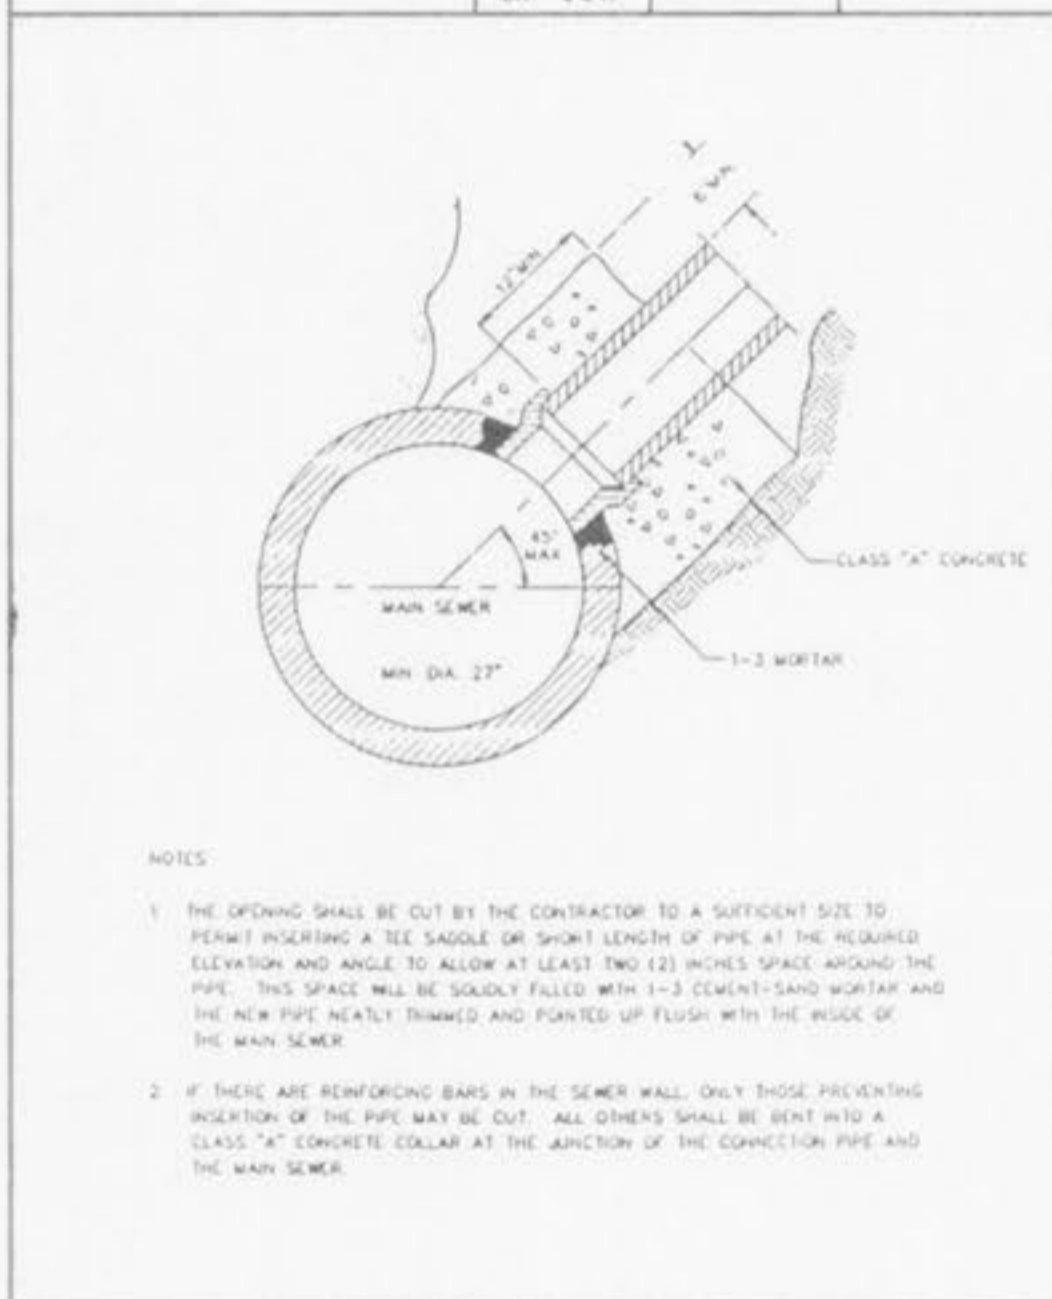 12" MIN
45°
MAX
MAIN SEWER
MIN DIA. 27"
CLASS "A" CONCRETE
1-3 MORTAR
NOTES
1 THE OPENING SHALL BE CUT BY THE CONTRACTOR TO A SUFFICIENT SIZE TO
PERMIT INSERTING A TEE SADDLE OR SHORT LENGTH OF PIPE AT THE REQUIRED
ELEVATION AND ANGLE TO ALLOW AT LEAST TWO (2) INCHES SPACE AROUND THE
PIPE. THIS SPACE WILL BE SOLIDLY FILLED WITH 1-3 CEMENT-SAND MORTAR AND
THE NEW PIPE NEATLY TRIMMED AND POINTED UP FLUSH WITH THE INSIDE OF
THE MAIN SEWER
2 IF THERE ARE REINFORCING BARS IN THE SEWER WALL, ONLY THOSE PREVENTING
INSERTION OF THE PIPE MAY BE CUT. ALL OTHERS SHALL BE BENT INTO A
CLASS "A" CONCRETE COLLAR AT THE JUNCTION OF THE CONNECTION PIPE AND
THE MAIN SEWER